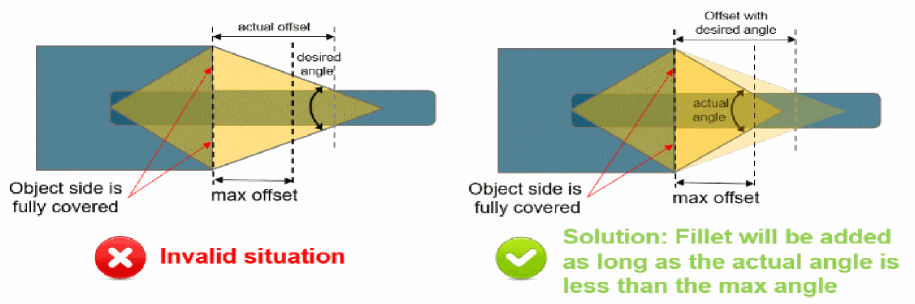 actual offset
desired
angle
Object side is
fully covered
max offset
Invalid situation
Offset with
desired angle
actual
angle
Object side is
fully covered
max offset
Solution: Fillet will be added
as long as the actual angle is
less than the max angle